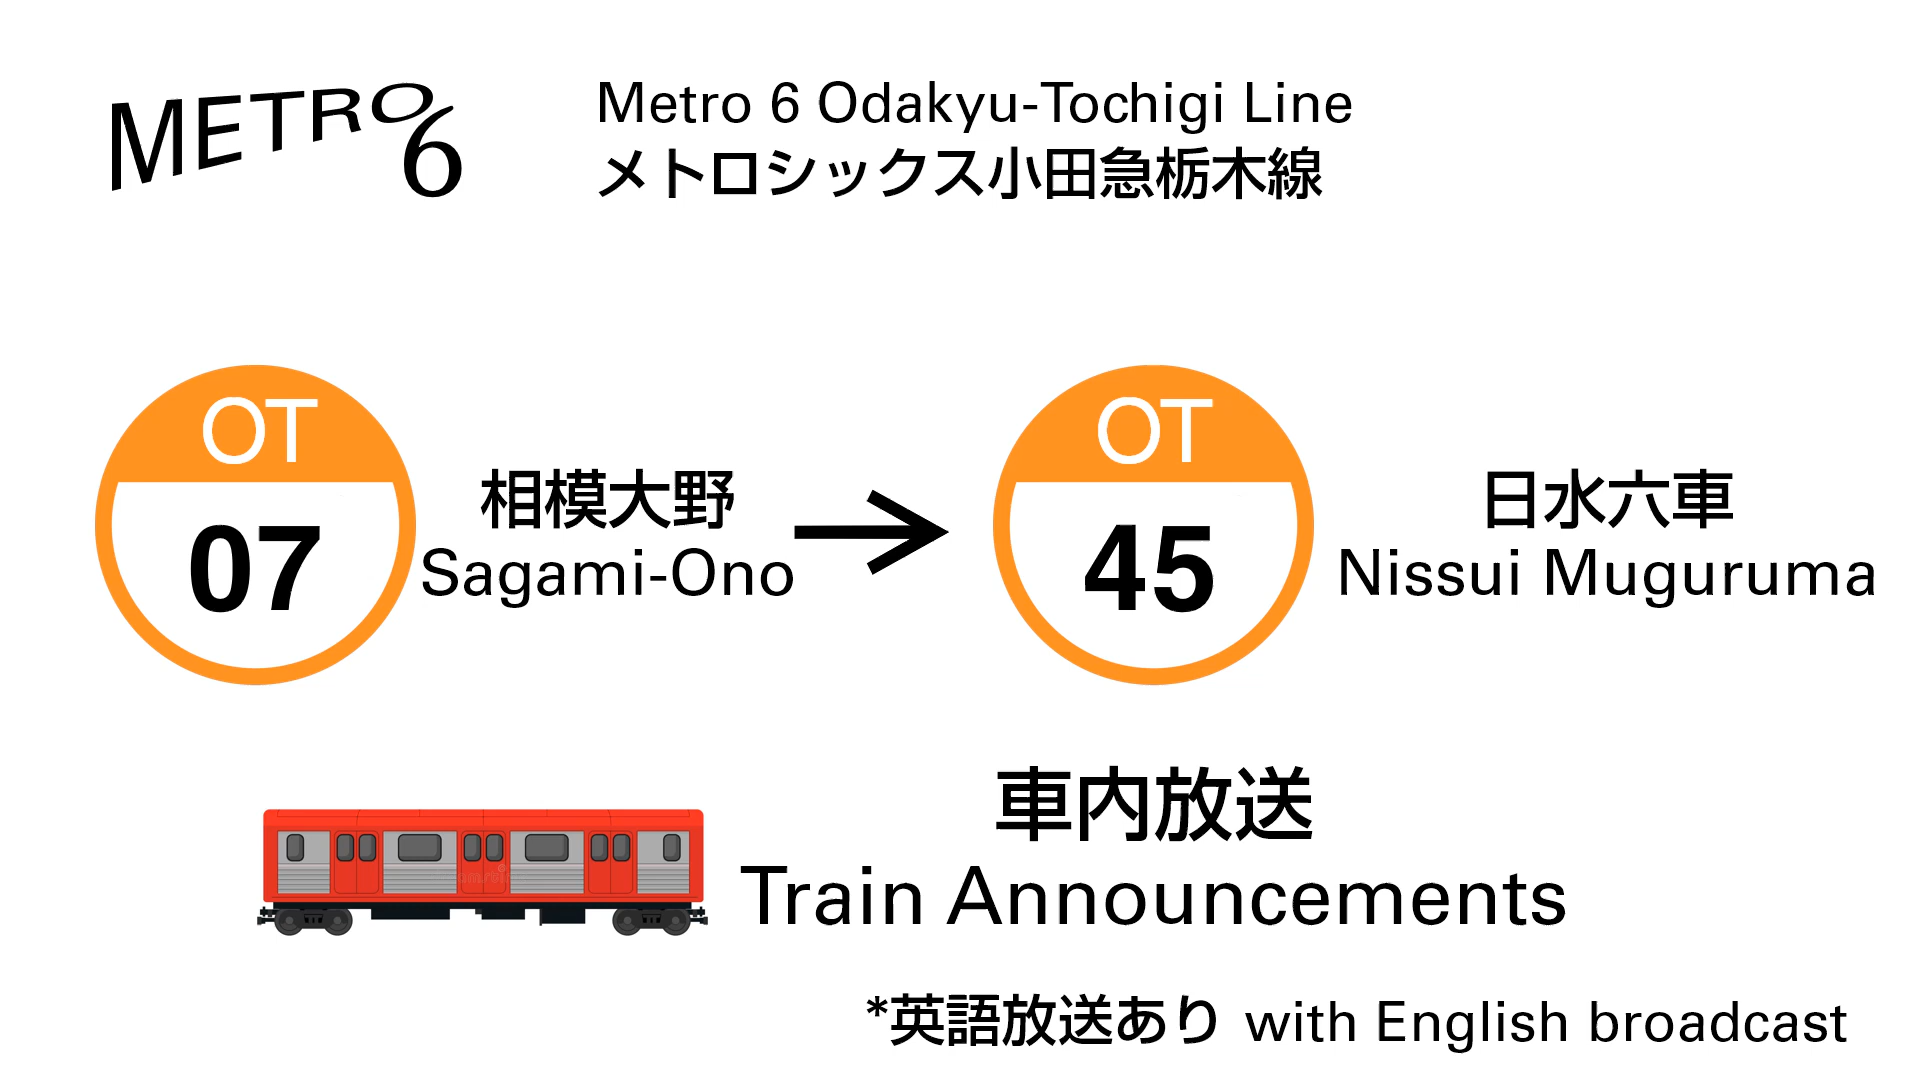 METRO 6
Metro 6 Odakyu-Tochigi Line
メトロシックス小田急栃木線
OT
07
相模大野
Sagami-Ono
OT
45
日水六車
Nissui Muguruma
車内放送
Train Announcements
*英語放送あり with English broadcast